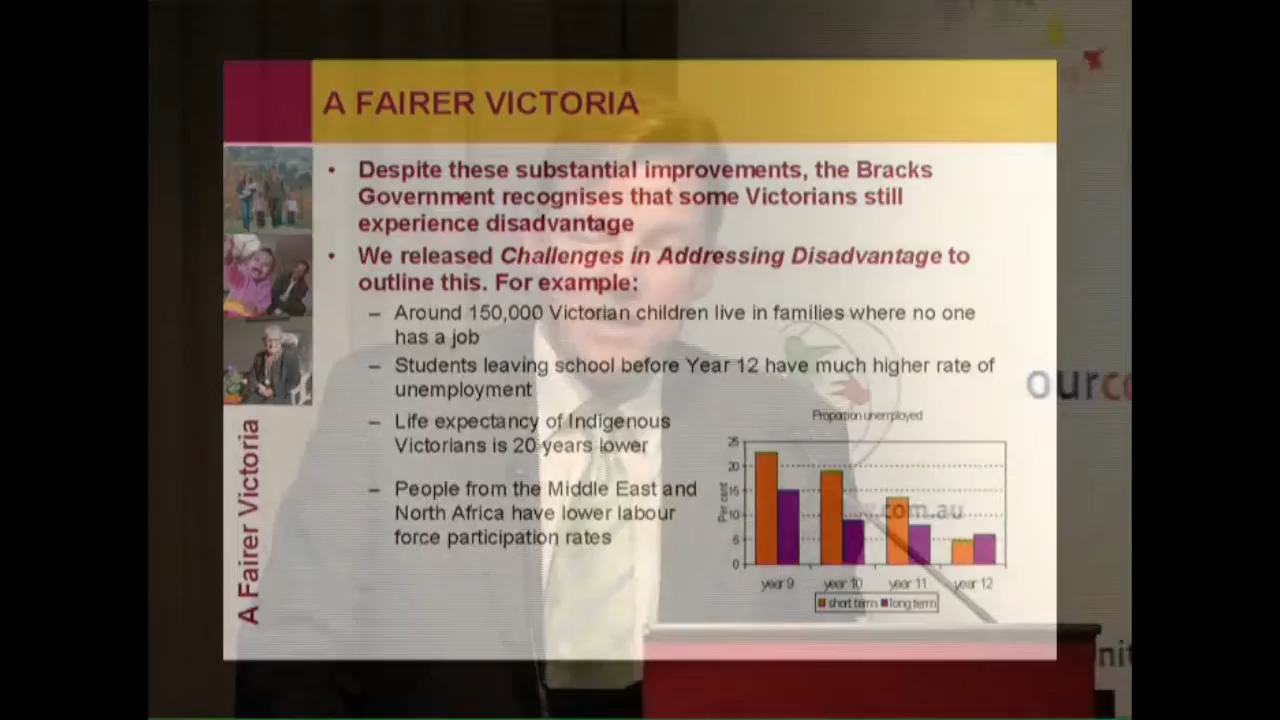 A FAIRER VICTORIA
• Despite these substantial improvements, the Bracks
Government recognises that some Victorians still
experience disadvantage
• We released Challenges in Addressing Disadvantage to
outline this. For example:
– Around 150,000 Victorian children live in families where no one
has a job
– Students leaving school before Year 12 have much higher rate of
unemployment
– Life expectancy of Indigenous
Victorians is 20 years lower
– People from the Middle East and
North Africa have lower labour
force participation rates
A Fairer Victoria
Proportion unemployed
Per cent
25
20
15
10
5
0
year 9 year 10 year 11 year 12
short term long term
ourco
.com.au
nit